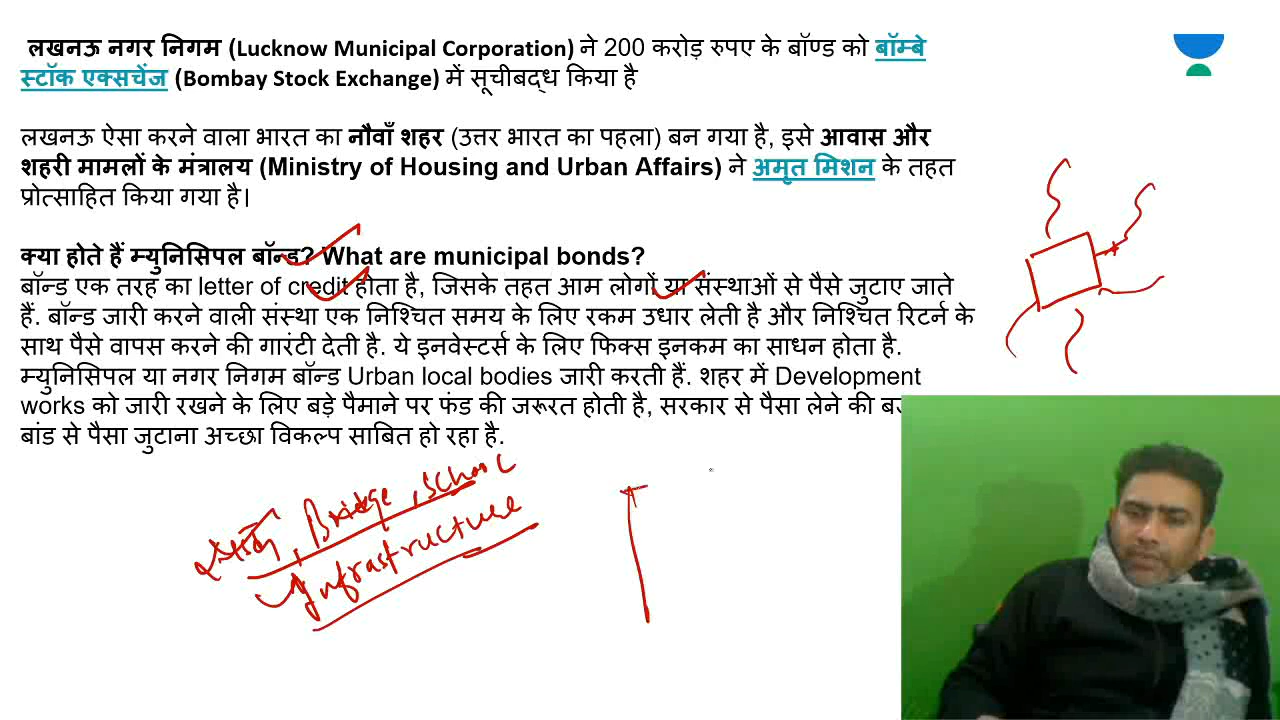 लखनऊ नगर निगम (Lucknow Municipal Corporation) ने 200 करोड़ रुपए के बॉण्ड को बॉम्बे
स्टॉक एक्सचेंज (Bombay Stock Exchange) में सूचीबद्ध किया है
लखनऊ ऐसा करने वाला भारत का नौवाँ शहर (उत्तर भारत का पहला) बन गया है, इसे आवास और
शहरी मामलों के मंत्रालय (Ministry of Housing and Urban Affairs) ने अमृत मिशन के तहत
प्रोत्साहित किया गया है।
क्या होते हैं म्युनिसिपल बॉन्ड? What are municipal bonds?
बॉन्ड एक तरह का letter of credit होता है, जिसके तहत आम लोगों या संस्थाओं से पैसे जुटाए जाते
हैं. बॉन्ड जारी करने वाली संस्था एक निश्चित समय के लिए रकम उधार लेती है और निश्चित रिटर्न के
साथ पैसे वापस करने की गारंटी देती है. ये इनवेस्टर्स के लिए फिक्स इनकम का साधन होता है.
म्युनिसिपल या नगर निगम बॉन्ड Urban local bodies जारी करती हैं. शहर में Development
works को जारी रखने के लिए बड़े पैमाने पर फंड की जरूरत होती है, सरकार से पैसा लेने की
बांड से पैसा जुटाना अच्छा विकल्प साबित हो रहा है.
, Bridge, School
Infrastructure